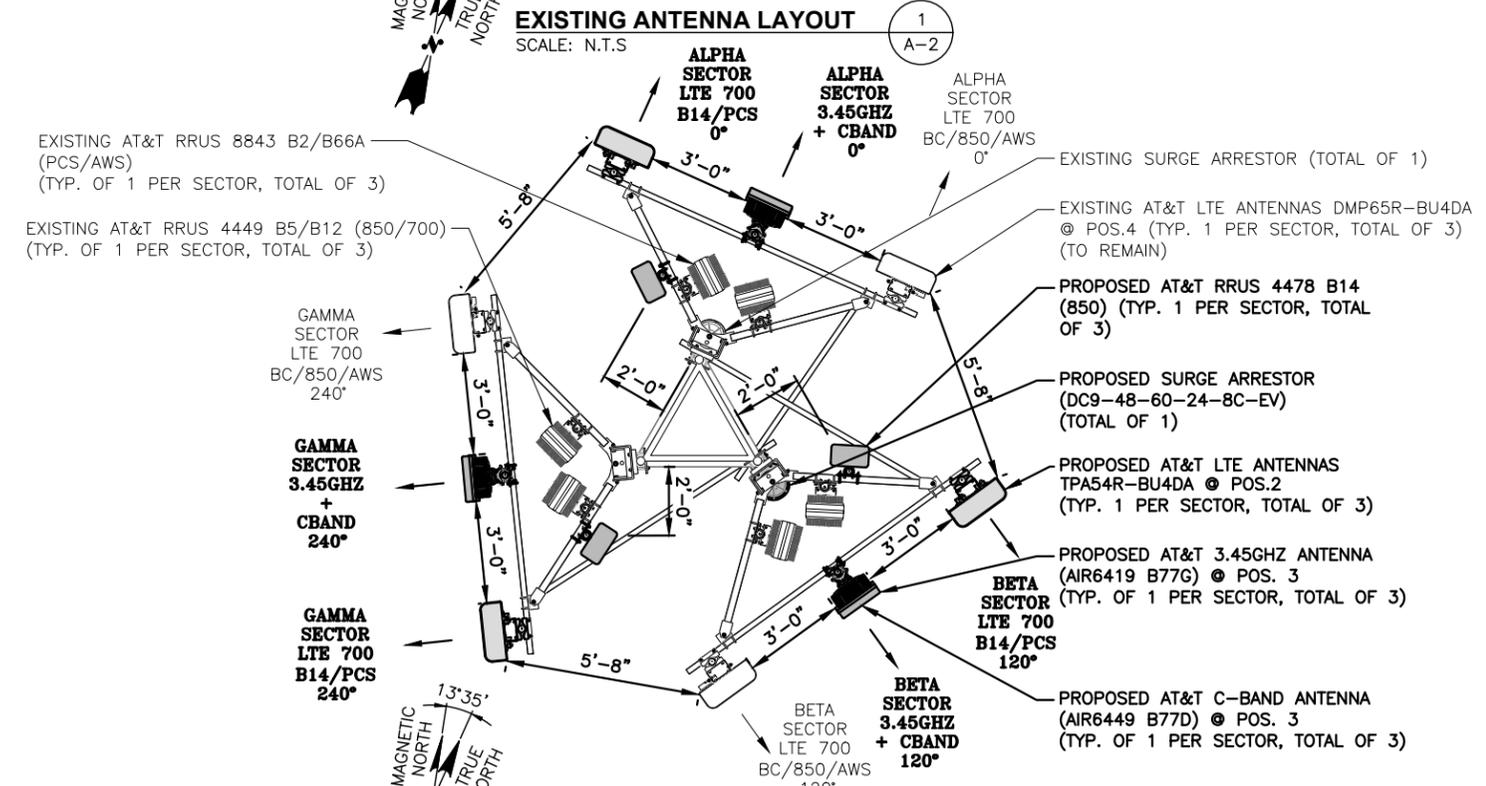 MAGNETIC
NO
TRUE
NORTH
N
EXISTING ANTENNA LAYOUT
SCALE: N.T.S
1
A-2
ALPHA
SECTOR
LTE 700
B14/PCS
0°
ALPHA
SECTOR
3.45GHZ
+ CBAND
0°
ALPHA
SECTOR
LTE 700
BC/850/AWS
0°
EXISTING AT&T RRUS 8843 B2/B66A
(PCS/AWS)
(TYP. OF 1 PER SECTOR, TOTAL OF 3)
EXISTING AT&T RRUS 4449 B5/B12 (850/700)
(TYP. OF 1 PER SECTOR, TOTAL OF 3)
EXISTING SURGE ARRESTOR (TOTAL OF 1)
EXISTING AT&T LTE ANTENNAS DMP65R-BU4DA
@ POS.4 (TYP. 1 PER SECTOR, TOTAL OF 3)
(TO REMAIN)
PROPOSED AT&T RRUS 4478 B14
(850) (TYP. 1 PER SECTOR, TOTAL
OF 3)
PROPOSED SURGE ARRESTOR
(DC9-48-60-24-8C-EV)
(TOTAL OF 1)
PROPOSED AT&T LTE ANTENNAS
TPA54R-BU4DA @ POS.2
(TYP. 1 PER SECTOR, TOTAL OF 3)
PROPOSED AT&T 3.45GHZ ANTENNA
(AIR6419 B77G) @ POS. 3
(TYP. OF 1 PER SECTOR, TOTAL OF 3)
PROPOSED AT&T C-BAND ANTENNA
(AIR6449 B77D) @ POS. 3
(TYP. OF 1 PER SECTOR, TOTAL OF 3)
5'-8"
3'-0"
3'-0"
5'-8"
2'-0"
2'-0"
2'-0"
3'-0"
3'-0"
3'-0"
3'-0"
5'-8"
GAMMA
SECTOR
LTE 700
BC/850/AWS
240°
GAMMA
SECTOR
3.45GHZ
+
CBAND
240°
GAMMA
SECTOR
LTE 700
B14/PCS
240°
BETA
SECTOR
LTE 700
B14/PCS
120°
BETA
SECTOR
3.45GHZ
+ CBAND
120°
BETA
SECTOR
LTE 700
BC/850/AWS
13°35'
MAGNETIC
NORTH
TRUE
NORTH